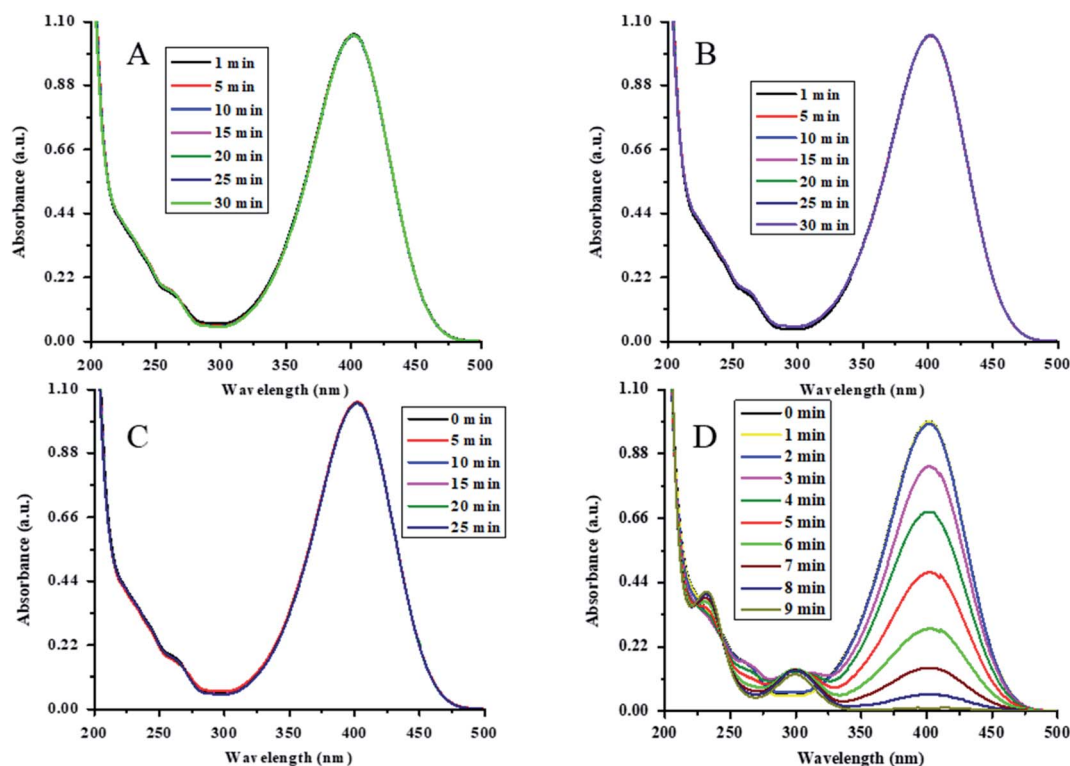 A
1 min
5 min
10 min
15 min
20 min
25 min
30 min
Absorbance (a.u.)
1.10
0.88
0.66
0.44
0.22
0.00
200 250 300 350 400 450 500
Wavelength (nm)
B
1 min
5 min
10 min
15 min
20 min
25 min
30 min
Absorbance (a.u.)
1.10
0.88
0.66
0.44
0.22
0.00
200 250 300 350 400 450 500
Wavelength (nm)
C
0 min
5 min
10 min
15 min
20 min
25 min
Absorbance (a.u.)
1.10
0.88
0.66
0.44
0.22
0.00
200 250 300 350 400 450 500
Wavelength (nm)
D
0 min
1 min
2 min
3 min
4 min
5 min
6 min
7 min
8 min
9 min
Absorbance (a.u.)
1.10
0.88
0.66
0.44
0.22
0.00
200 250 300 350 400 450 500
Wavelength (nm)